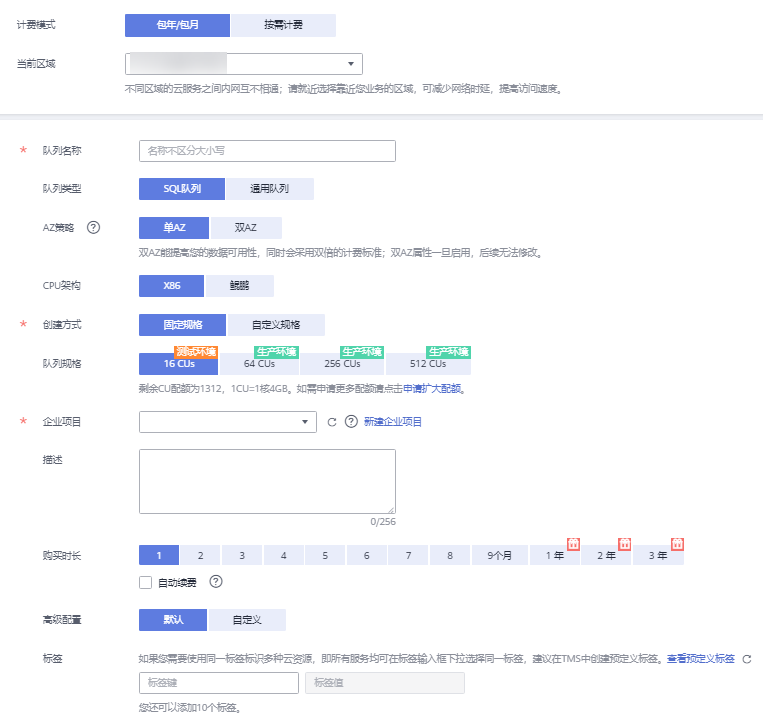 计费模式 包年/包月 按需计费
当前区域
不同区域的云服务之间内网互不相通；请就近选择靠近您业务的区域，可减少网络时延，提高访问速度。
* 队列名称 名称不区分大小写
队列类型 SQL队列 通用队列
AZ策略 ? 单AZ 双AZ
双AZ能提高您的数据可用性，同时会采用双倍的计费标准；双AZ属性一旦启用，后续无法修改。
CPU架构 X86 鲲鹏
* 创建方式 固定规格 自定义规格
测试环境 生产环境 生产环境 生产环境
队列规格 16 CUs 64 CUs 256 CUs 512 CUs
剩余CU配额为1312，1CU=1核4GB。如需申请更多配额请点击申请扩大配额。
* 企业项目 ? 新建企业项目
描述
0/256
购买时长 1 2 3 4 5 6 7 8 9个月 1 年 2 年 3 年
自动续费 ?
高级配置 默认 自定义
标签 如果您需要使用同一标签标识多种云资源，即所有服务均可在标签输入框下拉选择同一标签，建议在TMS中创建预定义标签。查看预定义标签
标签键 标签值
您还可以添加10个标签。